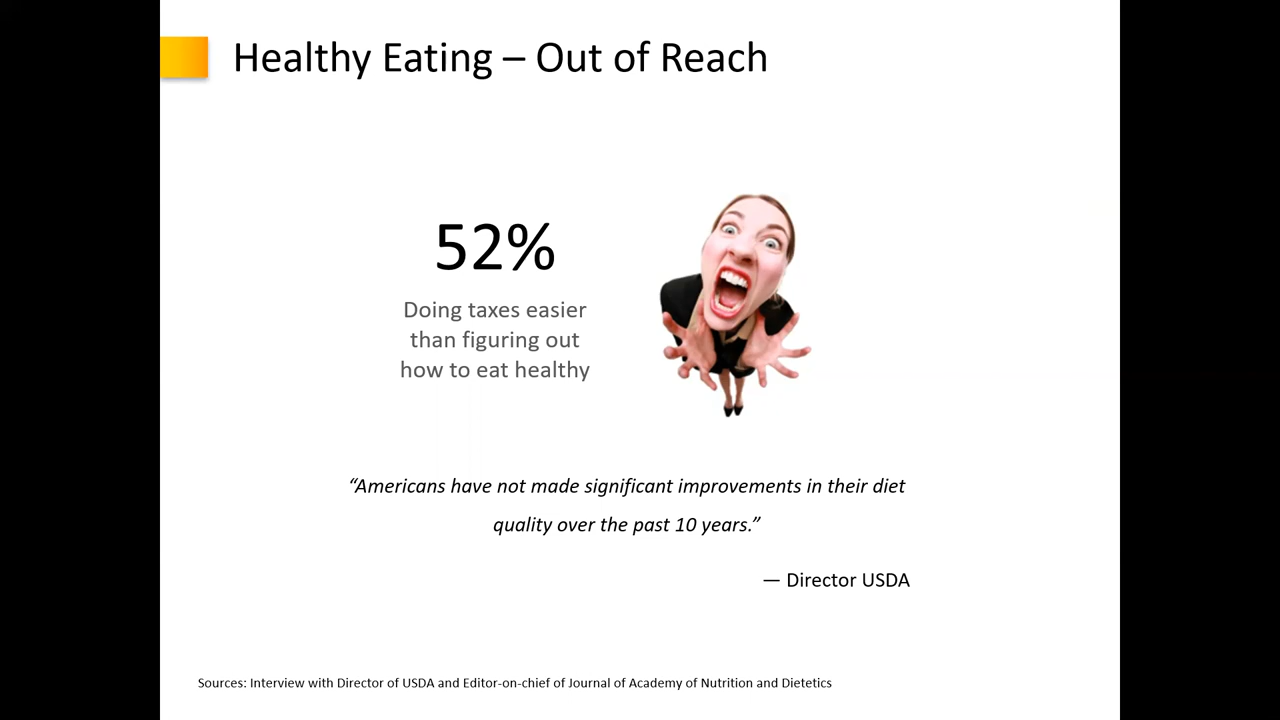 Healthy Eating – Out of Reach
52%
Doing taxes easier
than figuring out
how to eat healthy
“Americans have not made significant improvements in their diet
quality over the past 10 years.”
— Director USDA
Sources: Interview with Director of USDA and Editor-on-chief of Journal of Academy of Nutrition and Dietetics